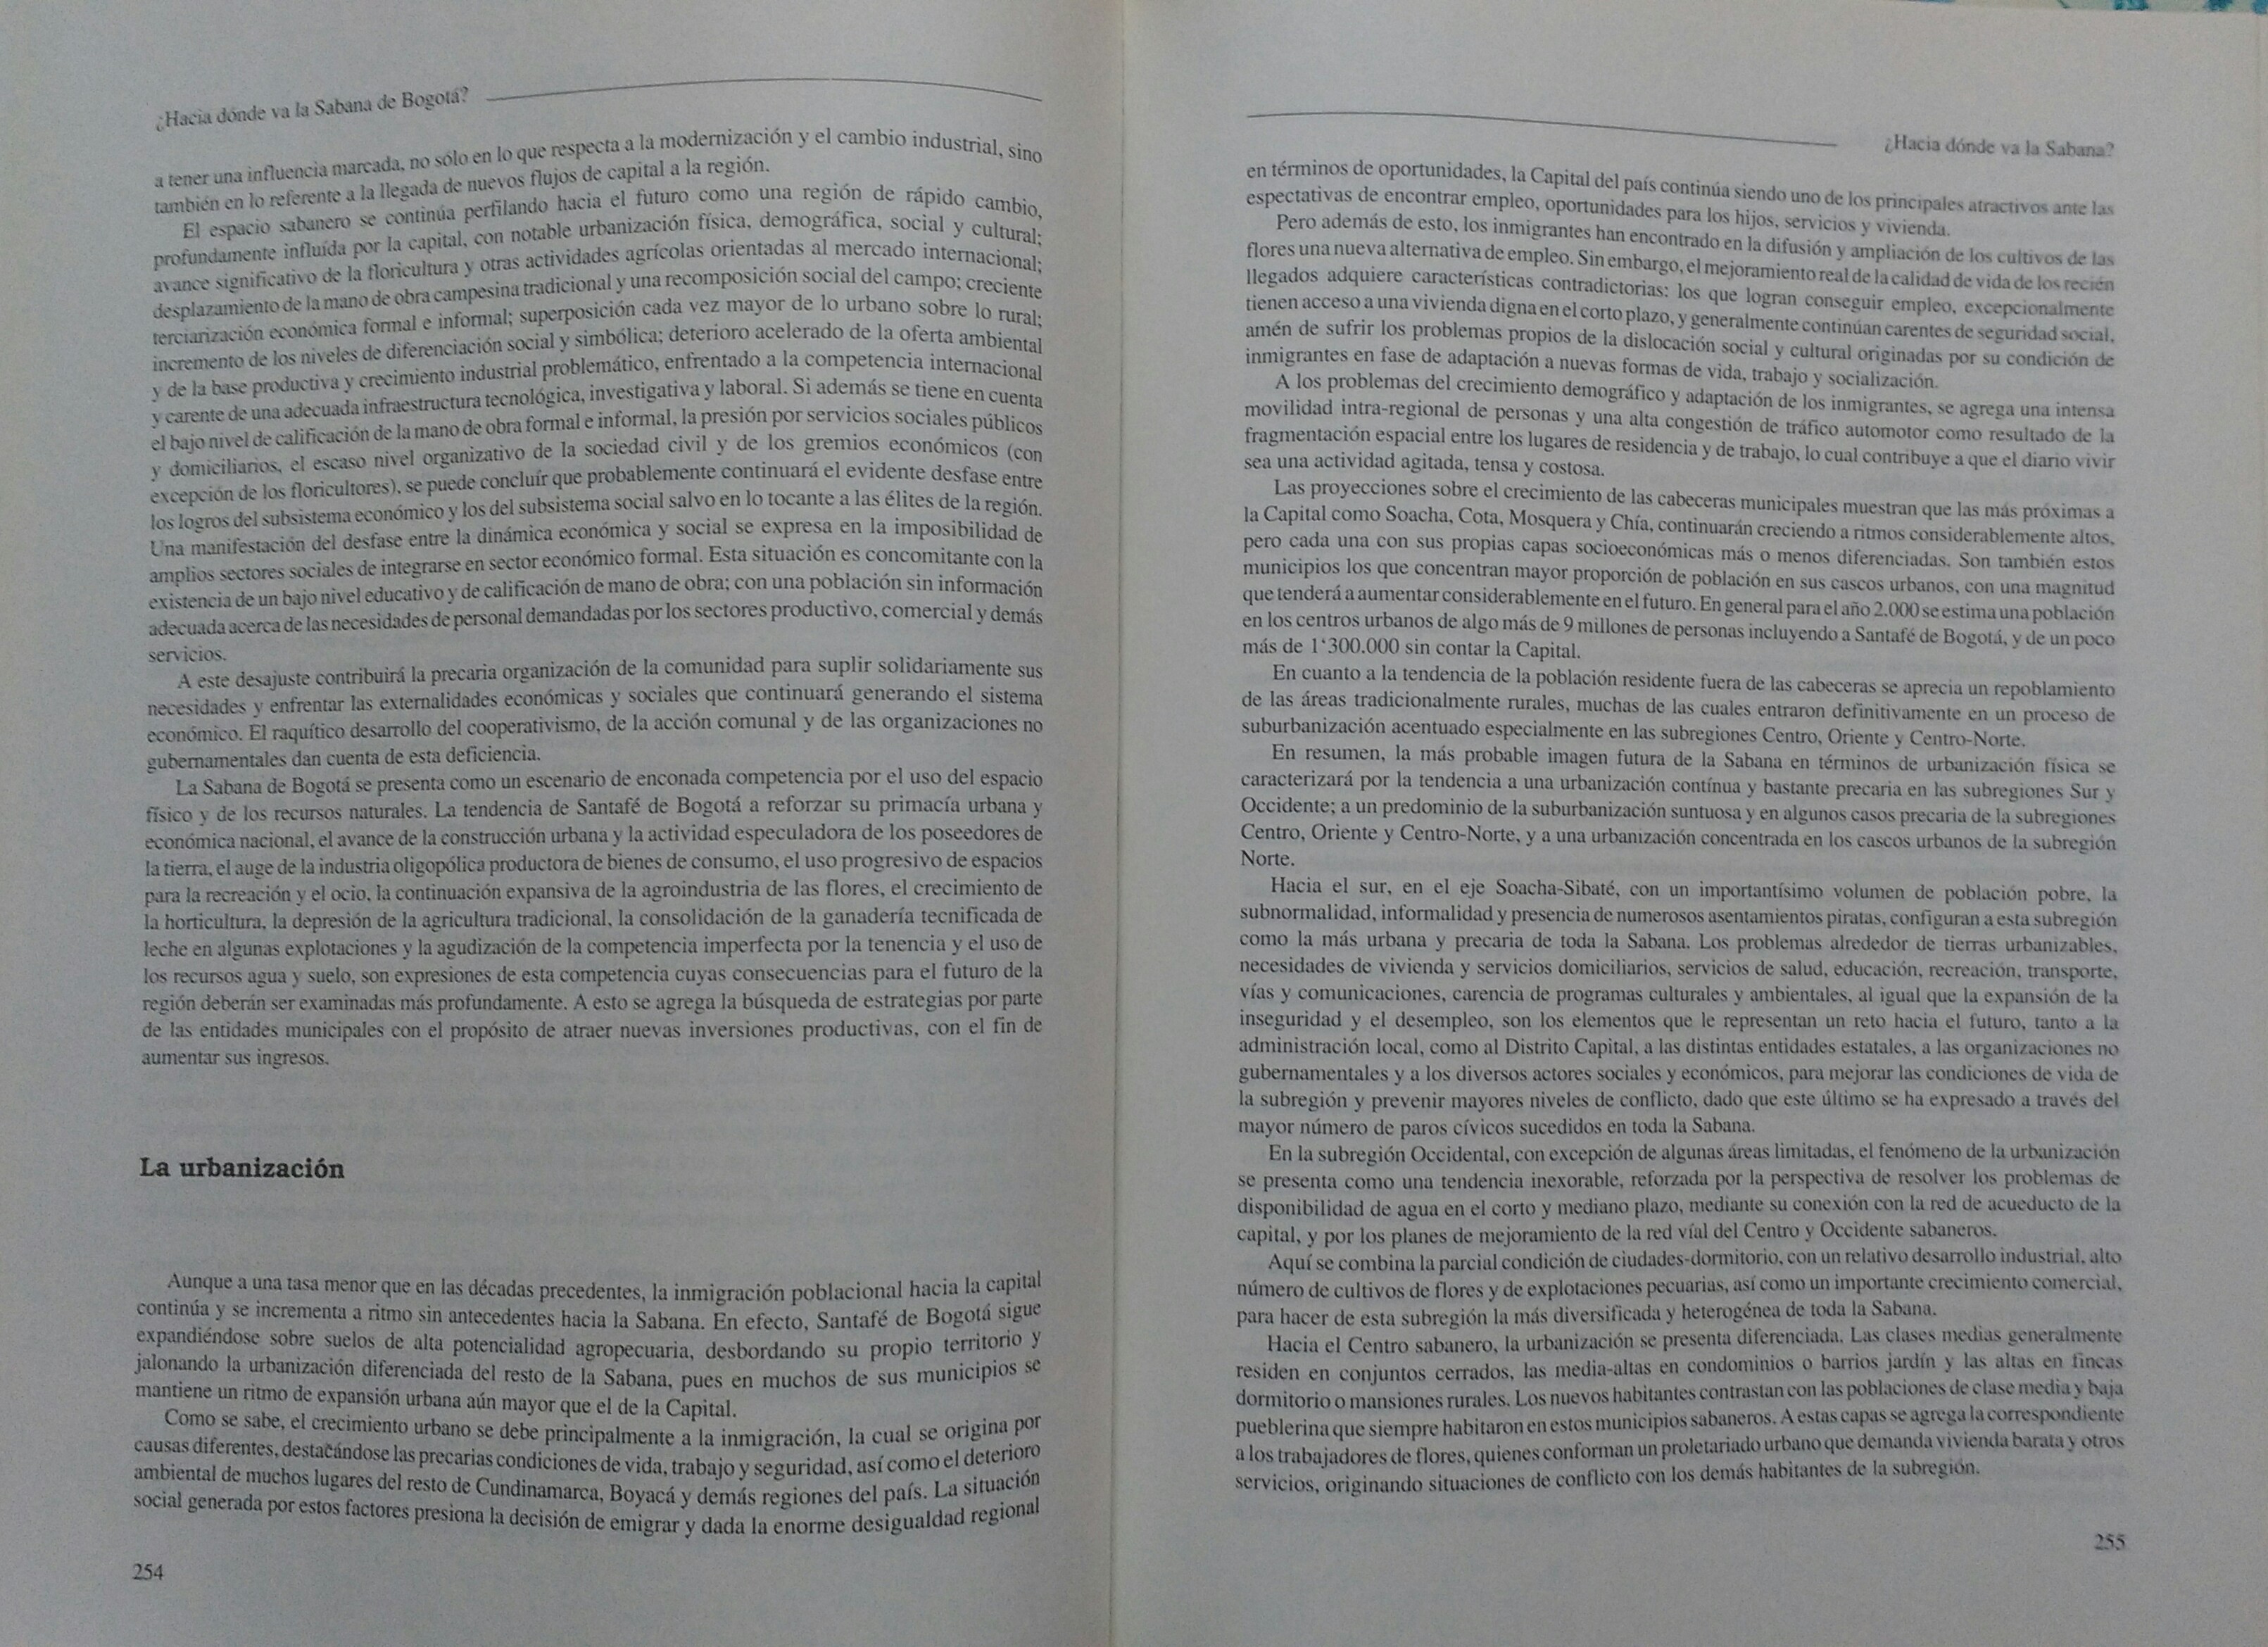 ¿Hacia dónde va la Sabana de Bogotá?
a tener una influencia marcada, no sólo en lo que respecta a la modernización y el cambio industrial, sino
también en lo referente a la llegada de nuevos flujos de capital a la región.
El espacio sabanero se continúa perfilando hacia el futuro como una región de rápido cambio,
profundamente influída por la capital, con notable urbanización física, demográfica, social y cultural;
avance significativo de la floricultura y otras actividades agrícolas orientadas al mercado internacional;
desplazamiento de la mano de obra campesina tradicional y una recomposición social del campo; creciente
terciarización económica formal e informal; superposición cada vez mayor de lo urbano sobre lo rural;
incremento de los niveles de diferenciación social y simbólica; deterioro acelerado de la oferta ambiental
y de la base productiva y crecimiento industrial problemático, enfrentado a la competencia internacional
y carente de una adecuada infraestructura tecnológica, investigativa y laboral. Si además se tiene en cuenta
el bajo nivel de calificación de la mano de obra formal e informal, la presión por servicios sociales públicos
y domiciliarios, el escaso nivel organizativo de la sociedad civil y de los gremios económicos (con
excepción de los floricultores), se puede concluír que probablemente continuará el evidente desfase entre
los logros del subsistema económico y los del subsistema social salvo en lo tocante a las élites de la región.
Una manifestación del desfase entre la dinámica económica y social se expresa en la imposibilidad de
amplios sectores sociales de integrarse en sector económico formal. Esta situación es concomitante con la
existencia de un bajo nivel educativo y de calificación de mano de obra; con una población sin información
adecuada acerca de las necesidades de personal demandadas por los sectores productivo, comercial y demás
servicios.
A este desajuste contribuirá la precaria organización de la comunidad para suplir solidariamente sus
necesidades y enfrentar las externalidades económicas y sociales que continuará generando el sistema
económico. El raquítico desarrollo del cooperativismo, de la acción comunal y de las organizaciones no
gubernamentales dan cuenta de esta deficiencia.
La Sabana de Bogotá se presenta como un escenario de enconada competencia por el uso del espacio
físico y de los recursos naturales. La tendencia de Santafé de Bogotá a reforzar su primacía urbana y
económica nacional, el avance de la construcción urbana y la actividad especuladora de los poseedores de
la tierra, el auge de la industria oligopólica productora de bienes de consumo, el uso progresivo de espacios
para la recreación y el ocio, la continuación expansiva de la agroindustria de las flores, el crecimiento de
la horticultura, la depresión de la agricultura tradicional, la consolidación de la ganadería tecnificada de
leche en algunas explotaciones y la agudización de la competencia imperfecta por la tenencia y el uso de
los recursos agua y suelo, son expresiones de esta competencia cuyas consecuencias para el futuro de la
región deberán ser examinadas más profundamente. A esto se agrega la búsqueda de estrategias por parte
de las entidades municipales con el propósito de atraer nuevas inversiones productivas, con el fin de
aumentar sus ingresos.
La urbanización
Aunque a una tasa menor que en las décadas precedentes, la inmigración poblacional hacia la capital
continúa y se incrementa a ritmo sin antecedentes hacia la Sabana. En efecto, Santafé de Bogotá sigue
expandiéndose sobre suelos de alta potencialidad agropecuaria, desbordando su propio territorio y
jalonando la urbanización diferenciada del resto de la Sabana, pues en muchos de sus municipios se
mantiene un ritmo de expansión urbana aún mayor que el de la Capital.
Como se sabe, el crecimiento urbano se debe principalmente a la inmigración, la cual se origina por
causas diferentes, destacándose las precarias condiciones de vida, trabajo y seguridad, así como el deterioro
ambiental de muchos lugares del resto de Cundinamarca, Boyacá y demás regiones del país. La situación
social generada por estos factores presiona la decisión de emigrar y dada la enorme desigualdad regional
254
¿Hacia dónde va la Sabana?
en términos de oportunidades, la Capital del país continúa siendo uno de los principales atractivos ante las
espectativas de encontrar empleo, oportunidades para los hijos, servicios y vivienda.
Pero además de esto, los inmigrantes han encontrado en la difusión y ampliación de los cultivos de las
flores una nueva alternativa de empleo. Sin embargo, el mejoramiento real de la calidad de vida de los recién
llegados adquiere características contradictorias: los que logran conseguir empleo, excepcionalmente
tienen acceso a una vivienda digna en el corto plazo, y generalmente continúan carentes de seguridad social,
amén de sufrir los problemas propios de la dislocación social y cultural originadas por su condición de
inmigrantes en fase de adaptación a nuevas formas de vida, trabajo y socialización.
A los problemas del crecimiento demográfico y adaptación de los inmigrantes, se agrega una intensa
movilidad intra-regional de personas y una alta congestión de tráfico automotor como resultado de la
fragmentación espacial entre los lugares de residencia y de trabajo, lo cual contribuye a que el diario vivir
sea una actividad agitada, tensa y costosa.
Las proyecciones sobre el crecimiento de las cabeceras municipales muestran que las más próximas a
la Capital como Soacha, Cota, Mosquera y Chía, continuarán creciendo a ritmos considerablemente altos,
pero cada una con sus propias capas socioeconómicas más o menos diferenciadas. Son también estos
municipios los que concentran mayor proporción de población en sus cascos urbanos, con una magnitud
que tenderá a aumentar considerablemente en el futuro. En general para el año 2.000 se estima una población
en los centros urbanos de algo más de 9 millones de personas incluyendo a Santafé de Bogotá, y de un poco
más de 1‘300.000 sin contar la Capital.
En cuanto a la tendencia de la población residente fuera de las cabeceras se aprecia un repoblamiento
de las áreas tradicionalmente rurales, muchas de las cuales entraron definitivamente en un proceso de
suburbanización acentuado especialmente en las subregiones Centro, Oriente y Centro-Norte.
En resumen, la más probable imagen futura de la Sabana en términos de urbanización física se
caracterizará por la tendencia a una urbanización contínua y bastante precaria en las subregiones Sur y
Occidente; a un predominio de la suburbanización suntuosa y en algunos casos precaria de la subregiones
Centro, Oriente y Centro-Norte, y a una urbanización concentrada en los cascos urbanos de la subregión
Norte.
Hacia el sur, en el eje Soacha-Sibaté, con un importantísimo volumen de población pobre, la
subnormalidad, informalidad y presencia de numerosos asentamientos piratas, configuran a esta subregión
como la más urbana y precaria de toda la Sabana. Los problemas alrededor de tierras urbanizables,
necesidades de vivienda y servicios domiciliarios, servicios de salud, educación, recreación, transporte,
vías y comunicaciones, carencia de programas culturales y ambientales, al igual que la expansión de la
inseguridad y el desempleo, son los elementos que le representan un reto hacia el futuro, tanto a la
administración local, como al Distrito Capital, a las distintas entidades estatales, a las organizaciones no
gubernamentales y a los diversos actores sociales y económicos, para mejorar las condiciones de vida de
la subregión y prevenir mayores niveles de conflicto, dado que este último se ha expresado a través del
mayor número de paros cívicos sucedidos en toda la Sabana.
En la subregión Occidental, con excepción de algunas áreas limitadas, el fenómeno de la urbanización
se presenta como una tendencia inexorable, reforzada por la perspectiva de resolver los problemas de
disponibilidad de agua en el corto y mediano plazo, mediante su conexión con la red de acueducto de la
capital, y por los planes de mejoramiento de la red víal del Centro y Occidente sabaneros.
Aquí se combina la parcial condición de ciudades-dormitorio, con un relativo desarrollo industrial, alto
número de cultivos de flores y de explotaciones pecuarias, así como un importante crecimiento comercial,
para hacer de esta subregión la más diversificada y heterogénea de toda la Sabana.
Hacia el Centro sabanero, la urbanización se presenta diferenciada. Las clases medias generalmente
residen en conjuntos cerrados, las media-altas en condominios o barrios jardín y las altas en fincas
dormitorio o mansiones rurales. Los nuevos habitantes contrastan con las poblaciones de clase media y baja
pueblerina que siempre habitaron en estos municipios sabaneros. A estas capas se agrega la correspondiente
a los trabajadores de flores, quienes conforman un proletariado urbano que demanda vivienda barata y otros
servicios, originando situaciones de conflicto con los demás habitantes de la subregión.
255